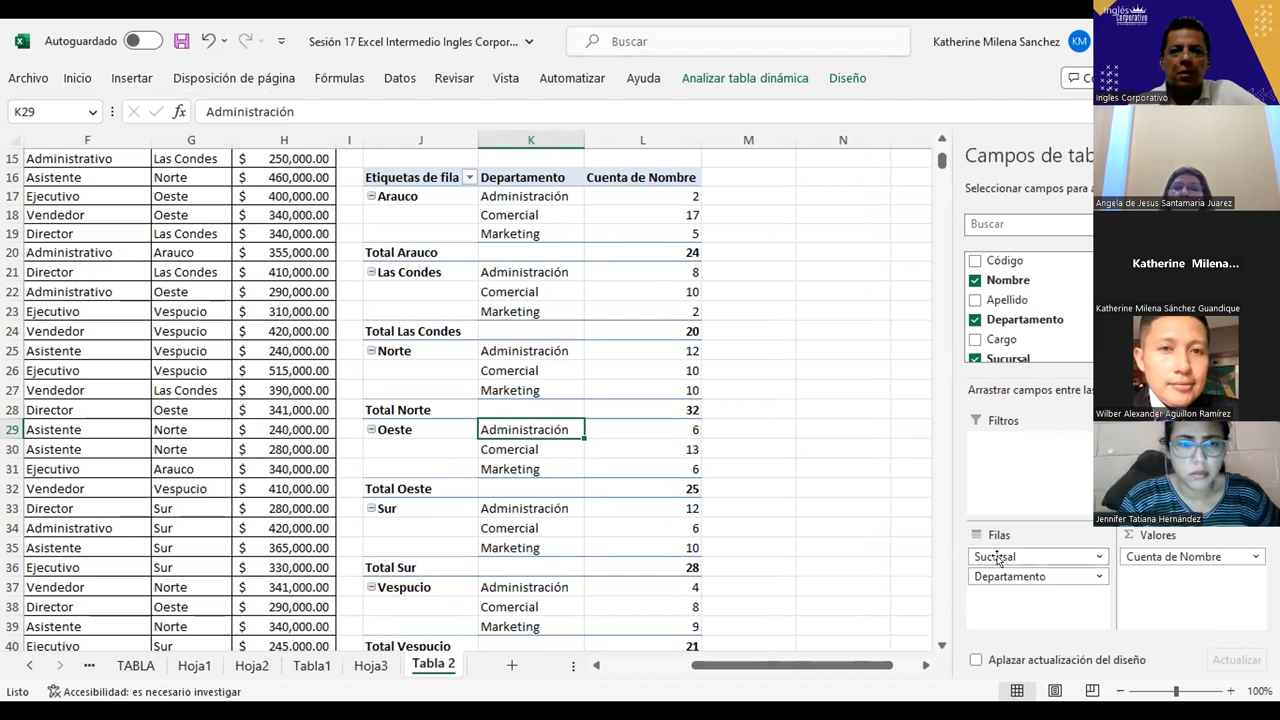 Autoguardado
Sesión 17 Excel Intermedio Ingles Corpor...
Buscar
Katherine Milena Sanchez
KM
Archivo Inicio Insertar Disposición de página Fórmulas Datos Revisar Vista Automatizar Ayuda Analizar tabla dinámica Diseño
K29 fx Administración
F G H I J K L M N
15 Administrativo Las Condes $ 250,000.00
16 Asistente Norte $ 460,000.00 Etiquetas de fila Departamento Cuenta de Nombre
17 Ejecutivo Oeste $ 400,000.00 Arauco Administración 2
18 Vendedor Oeste $ 340,000.00 Comercial 17
19 Director Las Condes $ 340,000.00 Marketing 5
20 Administrativo Arauco $ 355,000.00 Total Arauco 24
21 Director Las Condes $ 410,000.00 Las Condes Administración 8
22 Administrativo Oeste $ 290,000.00 Comercial 10
23 Ejecutivo Vespucio $ 310,000.00 Marketing 2
24 Vendedor Vespucio $ 420,000.00 Total Las Condes 20
25 Asistente Vespucio $ 240,000.00 Norte Administración 12
26 Ejecutivo Vespucio $ 515,000.00 Comercial 10
27 Vendedor Las Condes $ 390,000.00 Marketing 10
28 Director Oeste $ 341,000.00 Total Norte 32
29 Asistente Norte $ 240,000.00 Oeste Administración 6
30 Asistente Norte $ 280,000.00 Comercial 13
31 Ejecutivo Arauco $ 340,000.00 Marketing 6
32 Vendedor Vespucio $ 410,000.00 Total Oeste 25
33 Director Sur $ 280,000.00 Sur Administración 12
34 Administrativo Sur $ 420,000.00 Comercial 6
35 Asistente Sur $ 365,000.00 Marketing 10
36 Ejecutivo Sur $ 330,000.00 Total Sur 28
37 Vendedor Norte $ 341,000.00 Vespucio Administración 4
38 Director Oeste $ 290,000.00 Comercial 8
39 Asistente Norte $ 340,000.00 Marketing 9
40 Ejecutivo Sur $ 245,000.00 Total Vespucio 21
TABLA Hoja1 Hoja2 Tabla1 Hoja3 Tabla 2
Listo
Accesibilidad: es necesario investigar
100%
Campos de tab
Seleccionar campos para a
Buscar
Código
Nombre
Apellido
Departamento
Cargo
Sucursal
Arrastrar campos entre las
Filtros
Filas
Σ Valores
Sucursal
Cuenta de Nombre
Departamento
Aplazar actualización del diseño
Actualizar
Inglés
Corporativo
Ingles Corporativo
Angela de Jesus Santamaria Juarez
Katherine Milena...
Katherine Milena Sánchez Guandique
Wilber Alexander Aguillon Ramírez
Jennifer Tatiana Hernández